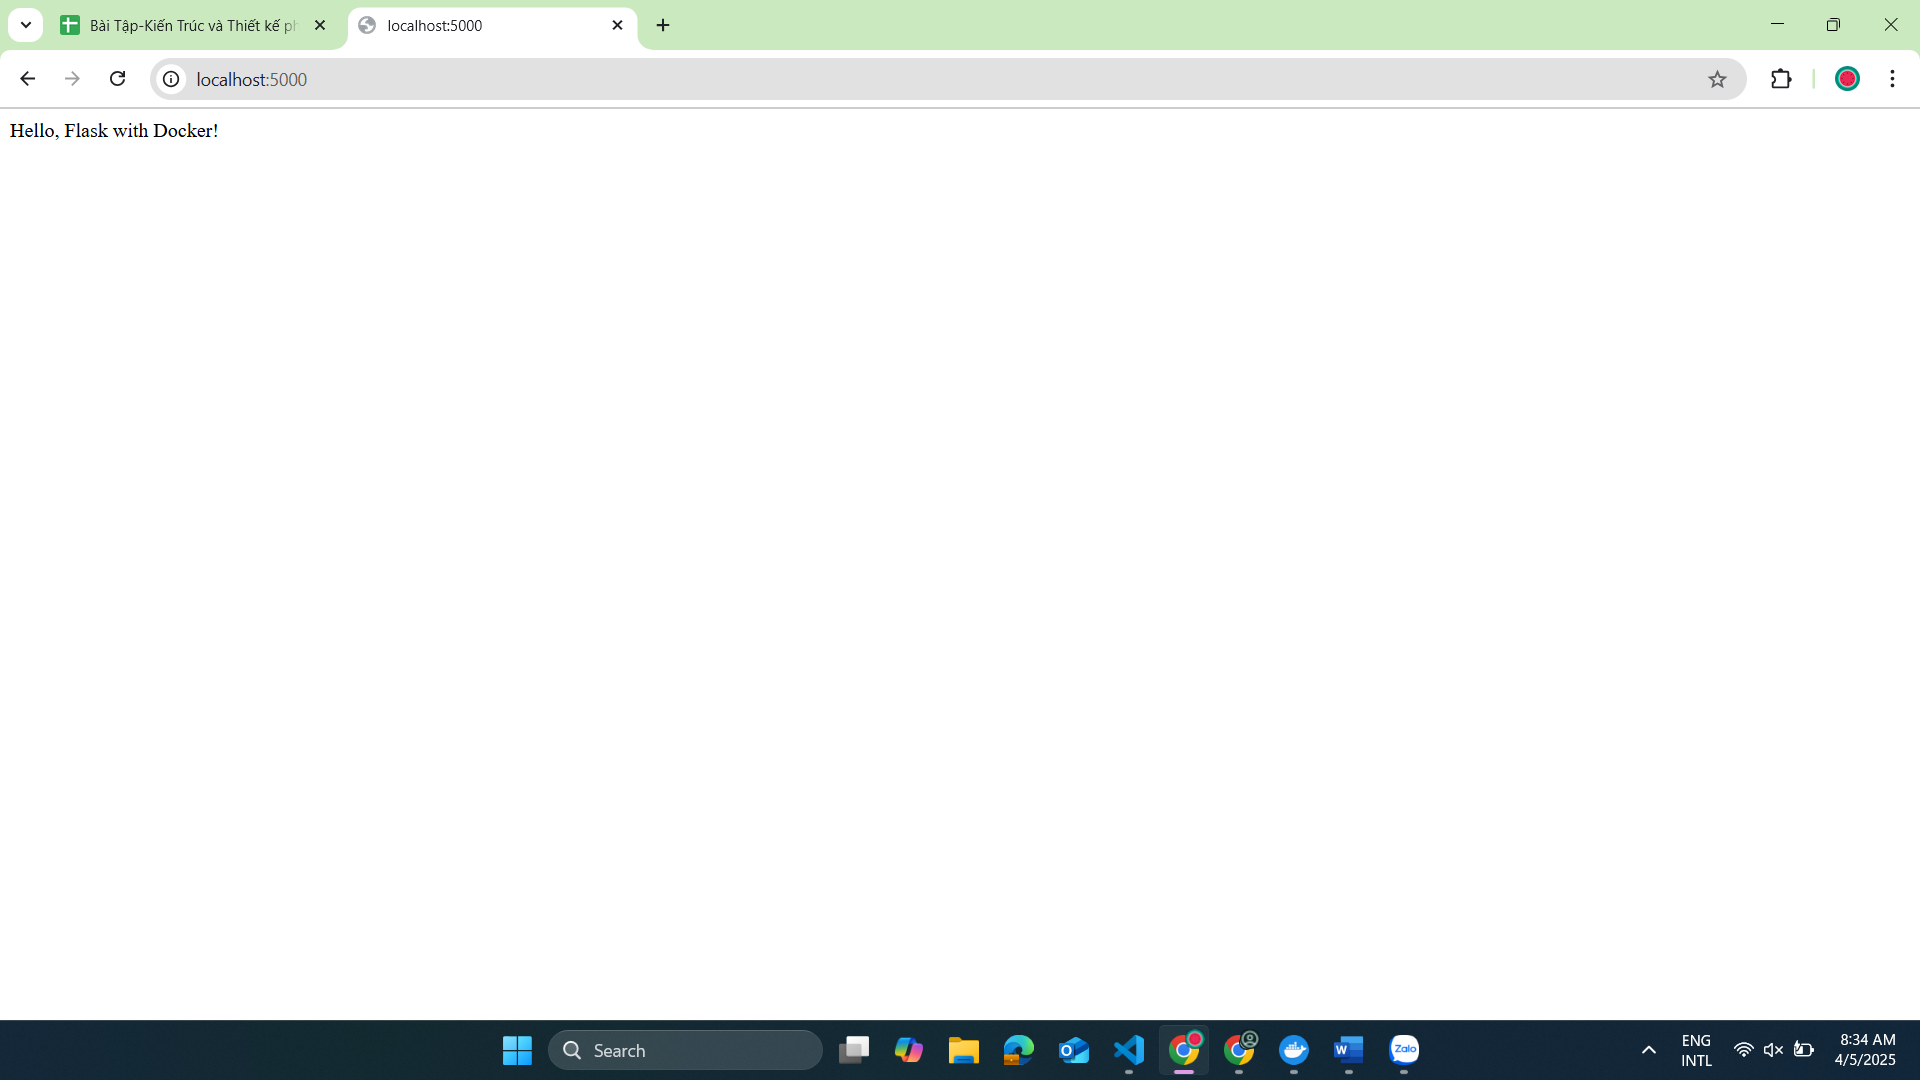 Bài Tập-Kiến Trúc và Thiết kế
localhost:5000
localhost:5000
Hello, Flask with Docker!
Search
Zalo
ENG
INTL
8:34 AM
4/5/2025